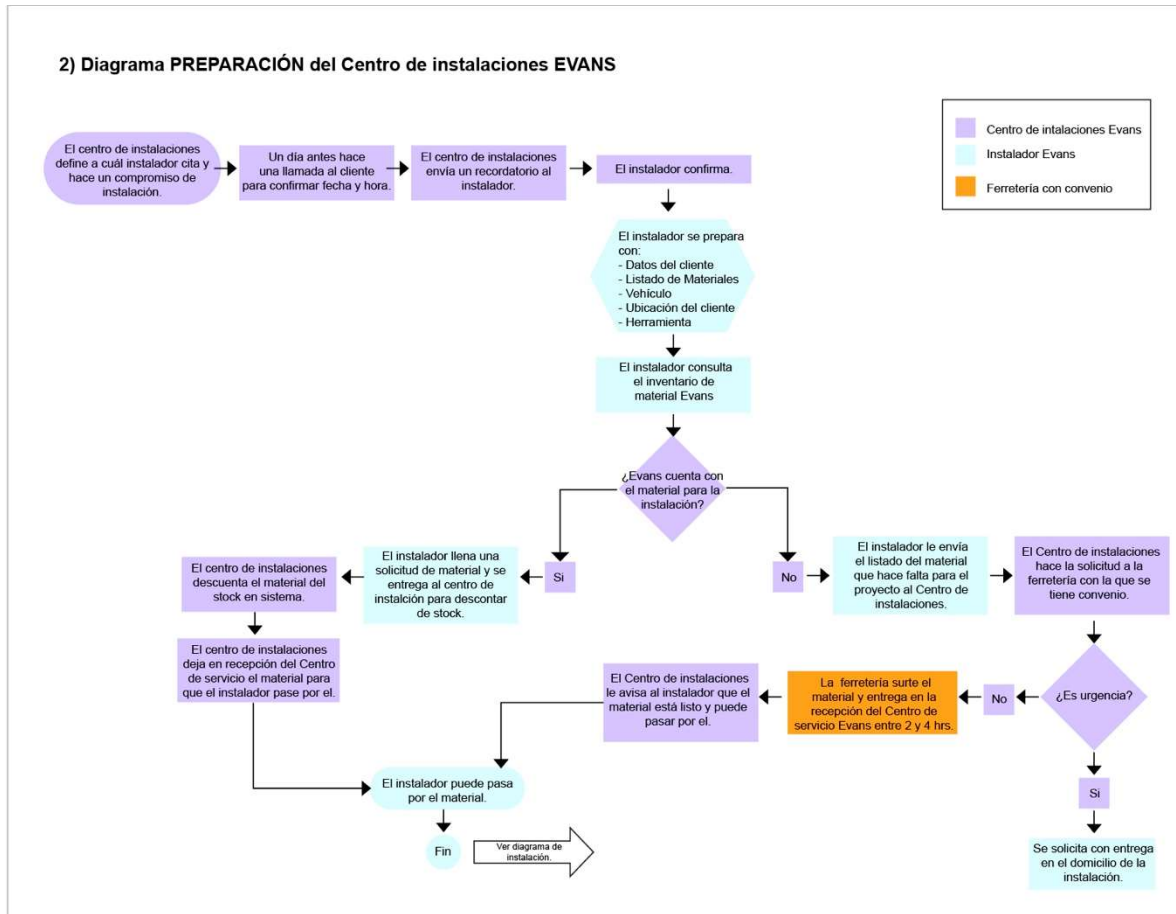 2) Diagrama PREPARACIÓN del Centro de instalaciones EVANS
Centro de intalaciones Evans
Instalador Evans
Ferretería con convenio
El centro de instalaciones
define a cuál instalador cita y
hace un compromiso de
instalación.
Un día antes hace
una llamada al cliente
para confirmar fecha y hora.
El centro de instalaciones
envía un recordatorio al
instalador.
El instalador confirma.
El instalador se prepara
con:
- Datos del cliente
- Listado de Materiales
- Vehículo
- Ubicación del cliente
- Herramienta
El instalador consulta
el inventario de
material Evans
¿Evans cuenta con
el material para la
instalación?
Si
El instalador llena una
solicitud de material y se
entrega al centro de
instalción para descontar
de stock.
El centro de instalaciones
descuenta el material del
stock en sistema.
El centro de instalaciones
deja en recepción del Centro
de servicio el material para
que el instalador pase por el.
No
El instalador le envía
el listado del material
que hace falta para el
proyecto al Centro de
instalaciones.
El Centro de instalaciones
hace la solicitud a la
ferretería con la que se
tiene convenio.
¿Es urgencia?
No
La ferretería surte el
material y entrega en la
recepción del Centro de
servicio Evans entre 2 y 4 hrs.
El Centro de instalaciones
le avisa al instalador que el
material está listo y puede
pasar por el.
Si
Se solicita con entrega
en el domicilio de la
instalación.
El instalador puede pasa
por el material.
Fin
Ver diagrama de
instalación.